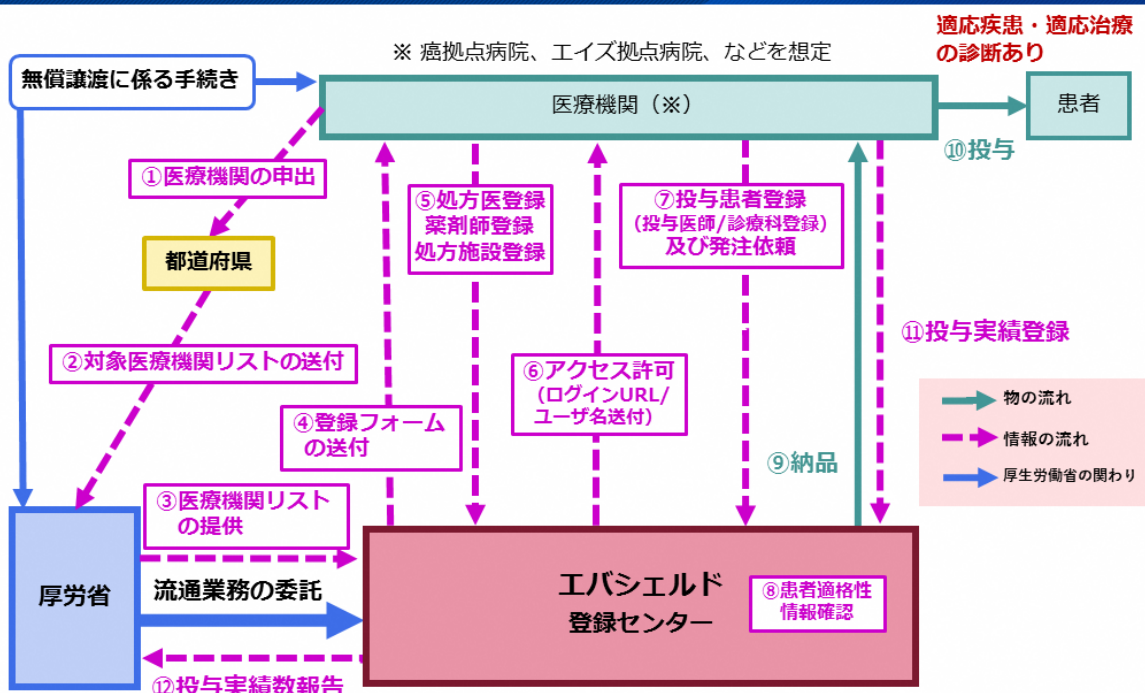 適応疾患・適応治療
の診断あり
※ 癌拠点病院、エイズ拠点病院、などを想定
無償譲渡に係る手続き
医療機関（※）
患者
⑩投与
①医療機関の申出
⑤処方医登録
薬剤師登録
処方施設登録
⑦投与患者登録
(投与医師/診療科登録)
及び発注依頼
都道府県
⑪投与実績登録
②対象医療機関リストの送付
⑥アクセス許可
(ログインURL/
ユーザ名送付)
④登録フォーム
の送付
⑨納品
物の流れ
情報の流れ
厚生労働省の関わり
③医療機関リスト
の提供
厚労省
流通業務の委託
エバシェルド
登録センター
⑧患者適格性
情報確認
⑫投与実績数報告